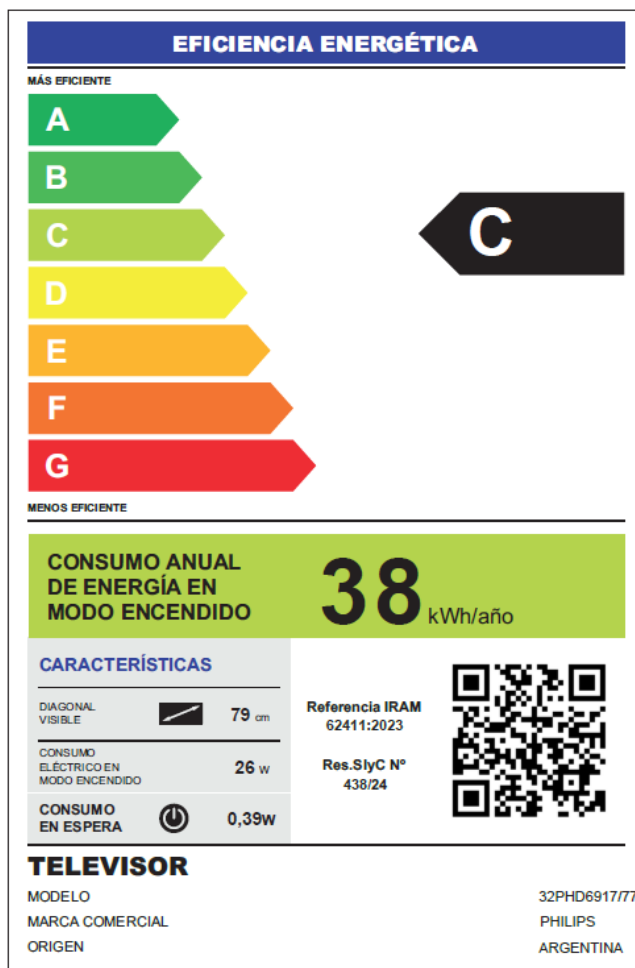 EFICIENCIA ENERGÉTICA
MÁS EFICIENTE
A
B
C
C
D
E
F
G
MENOS EFICIENTE
CONSUMO ANUAL
DE ENERGÍA EN
MODO ENCENDIDO
38 kWh/año
CARACTERÍSTICAS
DIAGONAL
VISIBLE
79 cm
CONSUMO
ELÉCTRICO EN
MODO ENCENDIDO
26 w
CONSUMO
EN ESPERA
0,39w
Referencia IRAM
62411:2023
Res.SIyC Nº
438/24
TELEVISOR
MODELO 32PHD6917/77
MARCA COMERCIAL PHILIPS
ORIGEN ARGENTINA